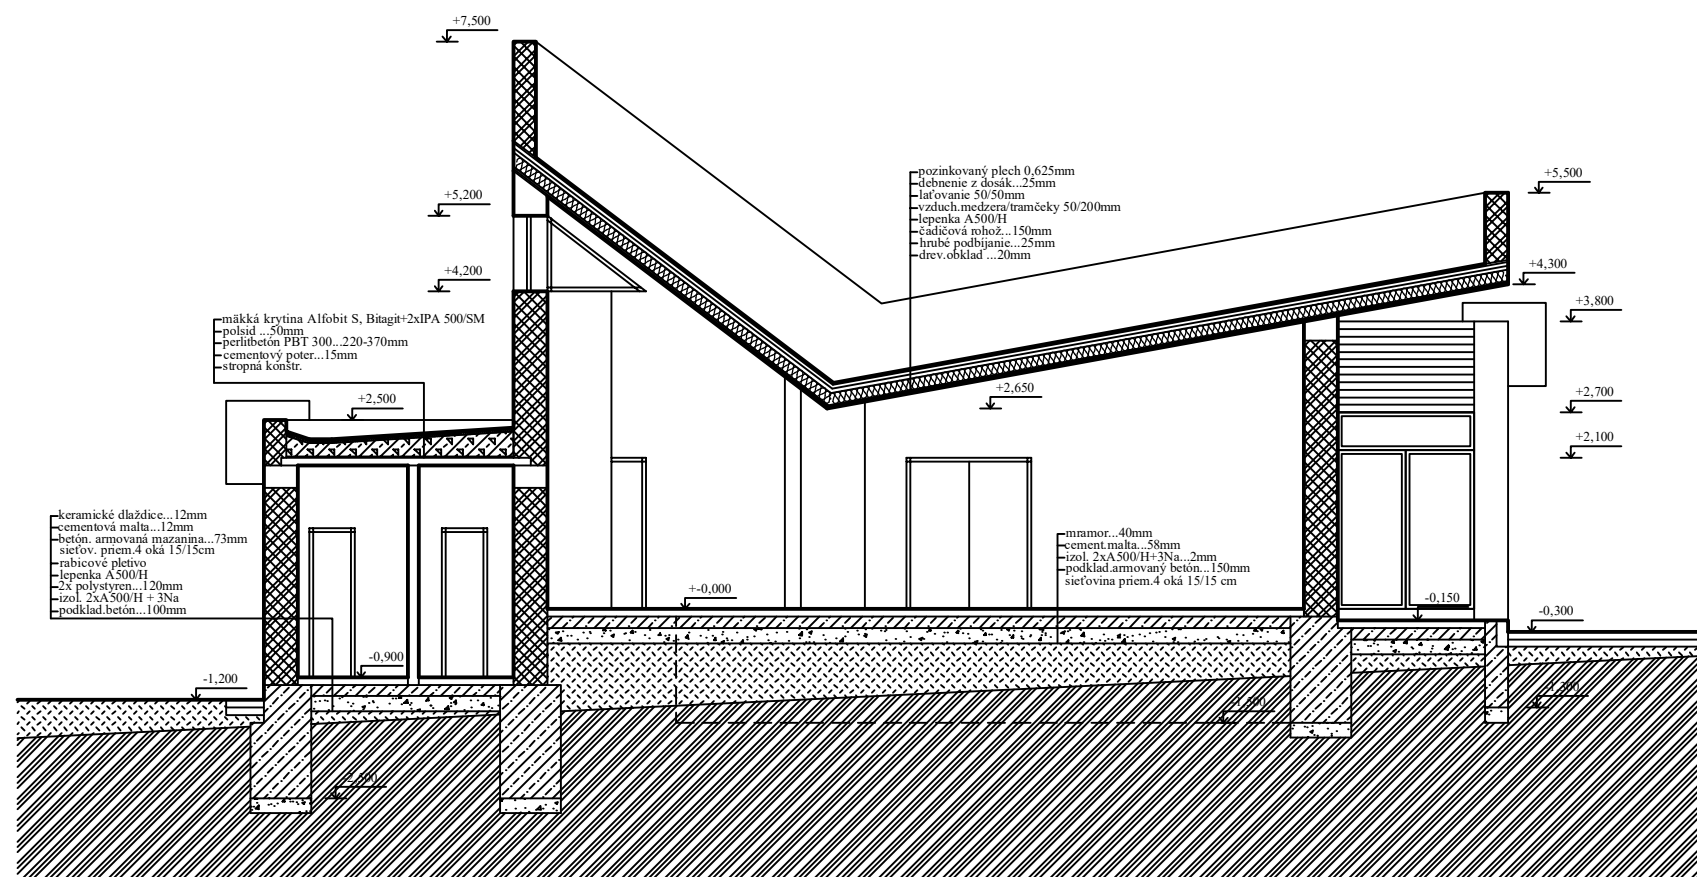 +7,500
pozinkovaný plech 0,625mm
debnenie z dosák...25mm
laťovanie 50/50mm
vzduch.medzera/tramčeky 50/200mm
lepenka A500/H
čadičová rohož...150mm
hrubé podbíjanie...25mm
drev.obklad ...20mm
+5,500
+5,200
+4,300
+4,200
+3,800
mäkká krytina Alfobit S, Bitagit+2xIPA 500/SM
polsid ...50mm
perlitbetón PBT 300...220-370mm
cementový poter...15mm
stropná konštr.
+2,500
+2,650
+2,700
+2,100
keramické dlaždice...12mm
cementová malta...12mm
betón. armovaná mazanina...73mm
sieťov. priem.4 oká 15/15cm
rabicové pletivo
lepenka A500/H
2x polystyren...120mm
izol. 2xA500/H + 3Na
podklad.betón...100mm
mramor...40mm
cement.malta...58mm
izol. 2xA500/H+3Na...2mm
podklad.armovaný betón...150mm
sieťovina priem.4 oká 15/15 cm
+-0,000
-0,150
-0,300
-0,900
-1,200
-1,300
-1,500
-2,500